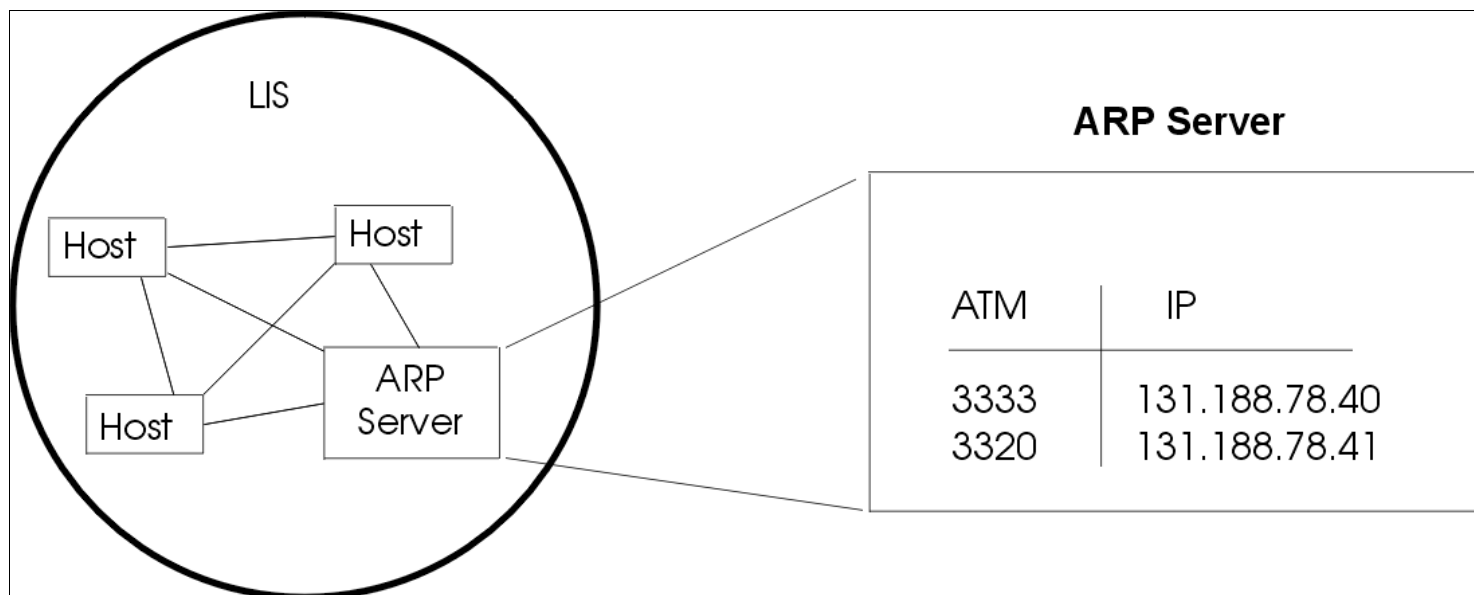 LIS
Host
Host
Host
ARP
Server
ARP Server
ATM IP
3333 131.188.78.40
3320 131.188.78.41